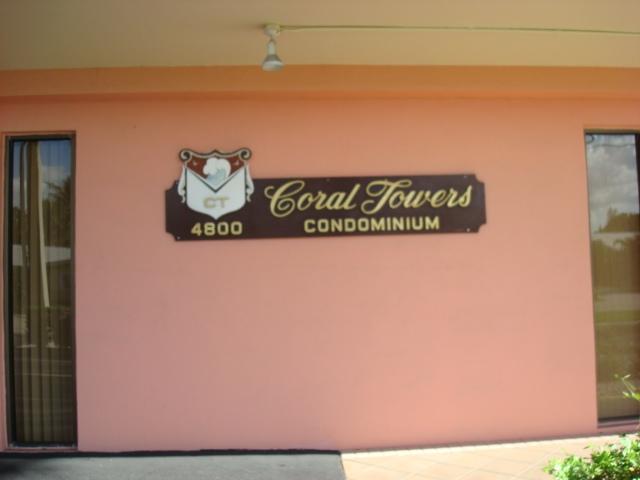 CT
4800
Coral Towers
CONDOMINIUM